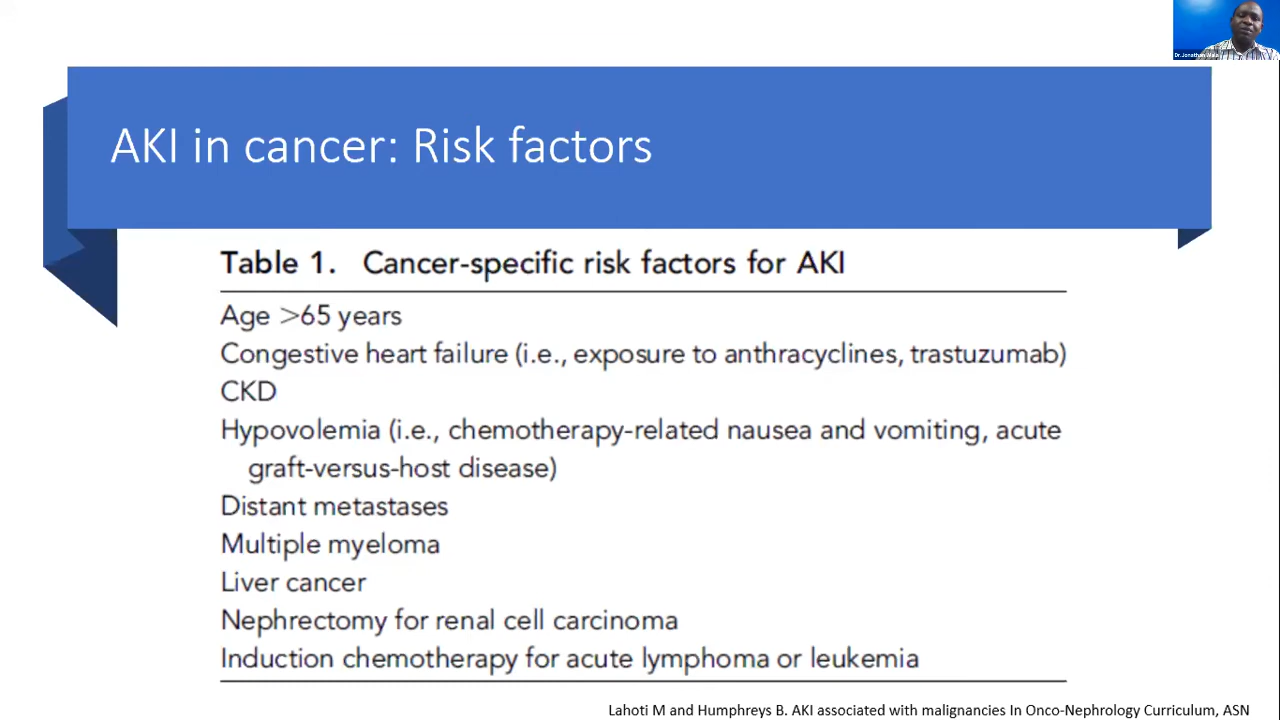 Dr.Jonathan
AKI in cancer: Risk factors
Table 1. Cancer-specific risk factors for AKI
Age >65 years
Congestive heart failure (i.e., exposure to anthracyclines, trastuzumab)
CKD
Hypovolemia (i.e., chemotherapy-related nausea and vomiting, acute
graft-versus-host disease)
Distant metastases
Multiple myeloma
Liver cancer
Nephrectomy for renal cell carcinoma
Induction chemotherapy for acute lymphoma or leukemia
Lahoti M and Humphreys B. AKI associated with malignancies In Onco-Nephrology Curriculum, ASN